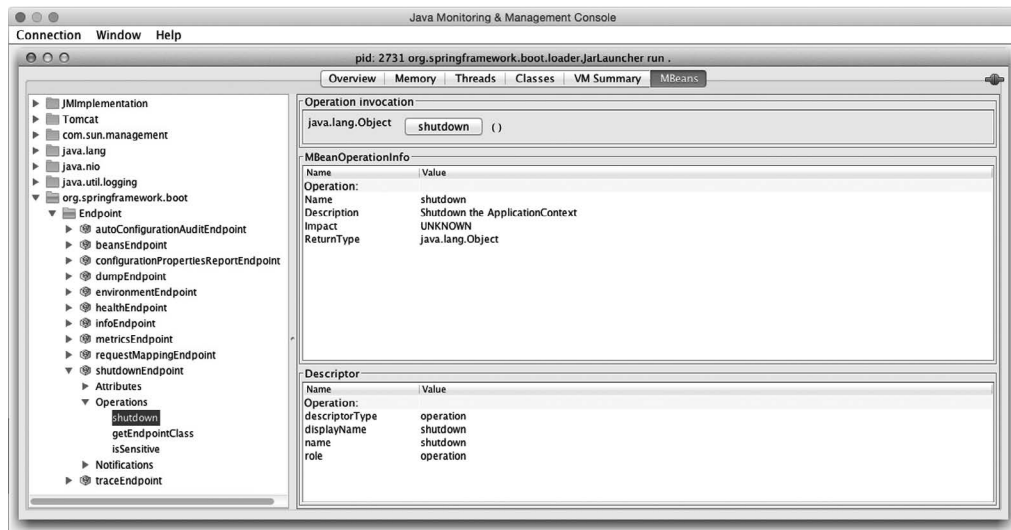 Java Monitoring & Management Console
Connection Window Help
pid: 2731 org.springframework.boot.loader.JarLauncher run .
Overview Memory Threads Classes VM Summary MBeans
JMImplementation
Tomcat
com.sun.management
java.lang
java.nio
java.util.logging
org.springframework.boot
Endpoint
autoConfigurationAuditEndpoint
beansEndpoint
configurationPropertiesReportEndpoint
dumpEndpoint
environmentEndpoint
healthEndpoint
infoEndpoint
metricsEndpoint
requestMappingEndpoint
shutdownEndpoint
Attributes
Operations
shutdown
getEndpointClass
isSensitive
Notifications
traceEndpoint
Operation invocation
java.lang.Object shutdown ( )
MBeanOperationInfo
Name Value
Operation:
Name shutdown
Description Shutdown the ApplicationContext
Impact UNKNOWN
ReturnType java.lang.Object
Descriptor
Name Value
Operation:
descriptorType operation
displayName shutdown
name shutdown
role operation